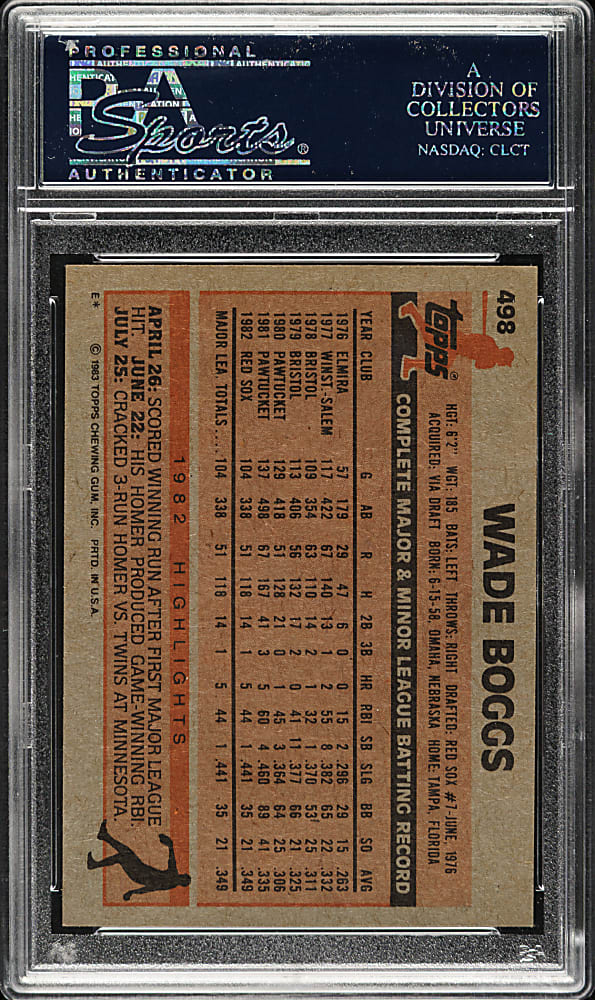 PROFESSIONAL
PSA
Sports®
AUTHENTICATOR
A
DIVISION OF
COLLECTORS
UNIVERSE
NASDAQ: CLCT
498
WADE BOGGS
topps®
HGT: 6'2" WGT: 185 BATS: LEFT THROWS: RIGHT DRAFTED: RED SOX #7-JUNE, 1976
ACQUIRED: VIA DRAFT BORN: 6-15-58, OMAHA, NEBRASKA HOME: TAMPA, FLORIDA
COMPLETE MAJOR & MINOR LEAGUE BATTING RECORD
YEAR CLUB G AB R H 2B 3B HR RBI SB SLG BB SO AVG
1976 ELMIRA 57 179 29 47 6 0 0 15 2 .296 29 15 .263
1977 WINST.-SALEM 117 422 67 140 13 1 2 55 8 .382 65 22 .332
1978 BRISTOL 109 354 63 110 14 2 1 32 1 .370 53 25 .311
1979 BRISTOL 113 406 56 132 17 2 0 41 11 .377 66 21 .325
1980 PAWTUCKET 129 418 51 128 21 0 1 45 3 .364 64 25 .306
1981 PAWTUCKET 137 498 67 167 41 3 5 60 4 .460 89 41 .335
1982 RED SOX 104 338 51 118 14 1 5 44 1 .441 35 21 .349
MAJOR LEA. TOTALS .... 104 338 51 118 14 1 5 44 1 .441 35 21 .349
1982 HIGHLIGHTS
APRIL 26: SCORED WINNING RUN AFTER FIRST MAJOR LEAGUE
HIT. JUNE 22: HIS HOMER PRODUCED GAME-WINNING RBI.
JULY 25: CRACKED 3-RUN HOMER VS. TWINS AT MINNESOTA.
E* © 1983 TOPPS CHEWING GUM, INC. PRTD. IN U.S.A.